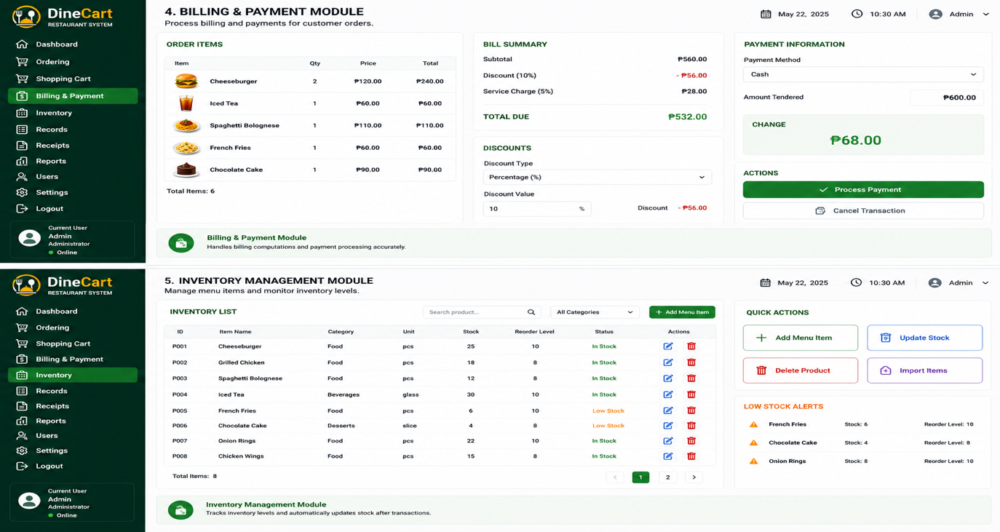 DineCart
RESTAURANT SYSTEM
Dashboard
Ordering
Shopping Cart
Billing & Payment
Inventory
Records
Receipts
Reports
Users
Settings
Logout
Current User
Admin
Administrator
Online
4. BILLING & PAYMENT MODULE
Process billing and payments for customer orders.
May 22, 2025 10:30 AM Admin
ORDER ITEMS
Item Qty Price Total
Cheeseburger 2 ₱120.00 ₱240.00
Iced Tea 1 ₱60.00 ₱60.00
Spaghetti Bolognese 1 ₱110.00 ₱110.00
French Fries 1 ₱60.00 ₱60.00
Chocolate Cake 1 ₱90.00 ₱90.00
Total Items: 6
BILL SUMMARY
Subtotal ₱560.00
Discount (10%) - ₱56.00
Service Charge (5%) ₱28.00
TOTAL DUE ₱532.00
DISCOUNTS
Discount Type
Percentage (%)
Discount Value
10 % Discount - ₱56.00
PAYMENT INFORMATION
Payment Method
Cash
Amount Tendered ₱600.00
CHANGE
₱68.00
ACTIONS
Process Payment
Cancel Transaction
Billing & Payment Module
Handles billing computations and payment processing accurately.
DineCart
RESTAURANT SYSTEM
Dashboard
Ordering
Shopping Cart
Billing & Payment
Inventory
Records
Receipts
Reports
Users
Settings
Logout
Current User
Admin
Administrator
Online
5. INVENTORY MANAGEMENT MODULE
Manage menu items and monitor inventory levels.
May 22, 2025 10:30 AM Admin
INVENTORY LIST
Search product... All Categories + Add Menu Item
ID Item Name Category Unit Stock Reorder Level Status Actions
P001 Cheeseburger Food pcs 25 10 In Stock
P002 Grilled Chicken Food pcs 18 8 In Stock
P003 Spaghetti Bolognese Food pcs 12 8 In Stock
P004 Iced Tea Beverages glass 30 10 In Stock
P005 French Fries Food pcs 6 10 Low Stock
P006 Chocolate Cake Desserts slice 4 8 Low Stock
P007 Onion Rings Food pcs 22 10 In Stock
P008 Chicken Wings Food pcs 15 8 In Stock
Total Items: 8
< 1 2 >
QUICK ACTIONS
+ Add Menu Item
Update Stock
Delete Product
Import Items
LOW STOCK ALERTS
French Fries Stock: 6 Reorder Level: 10
Chocolate Cake Stock: 4 Reorder Level: 8
Onion Rings Stock: 8 Reorder Level: 10
Inventory Management Module
Tracks inventory levels and automatically updates stock after transactions.